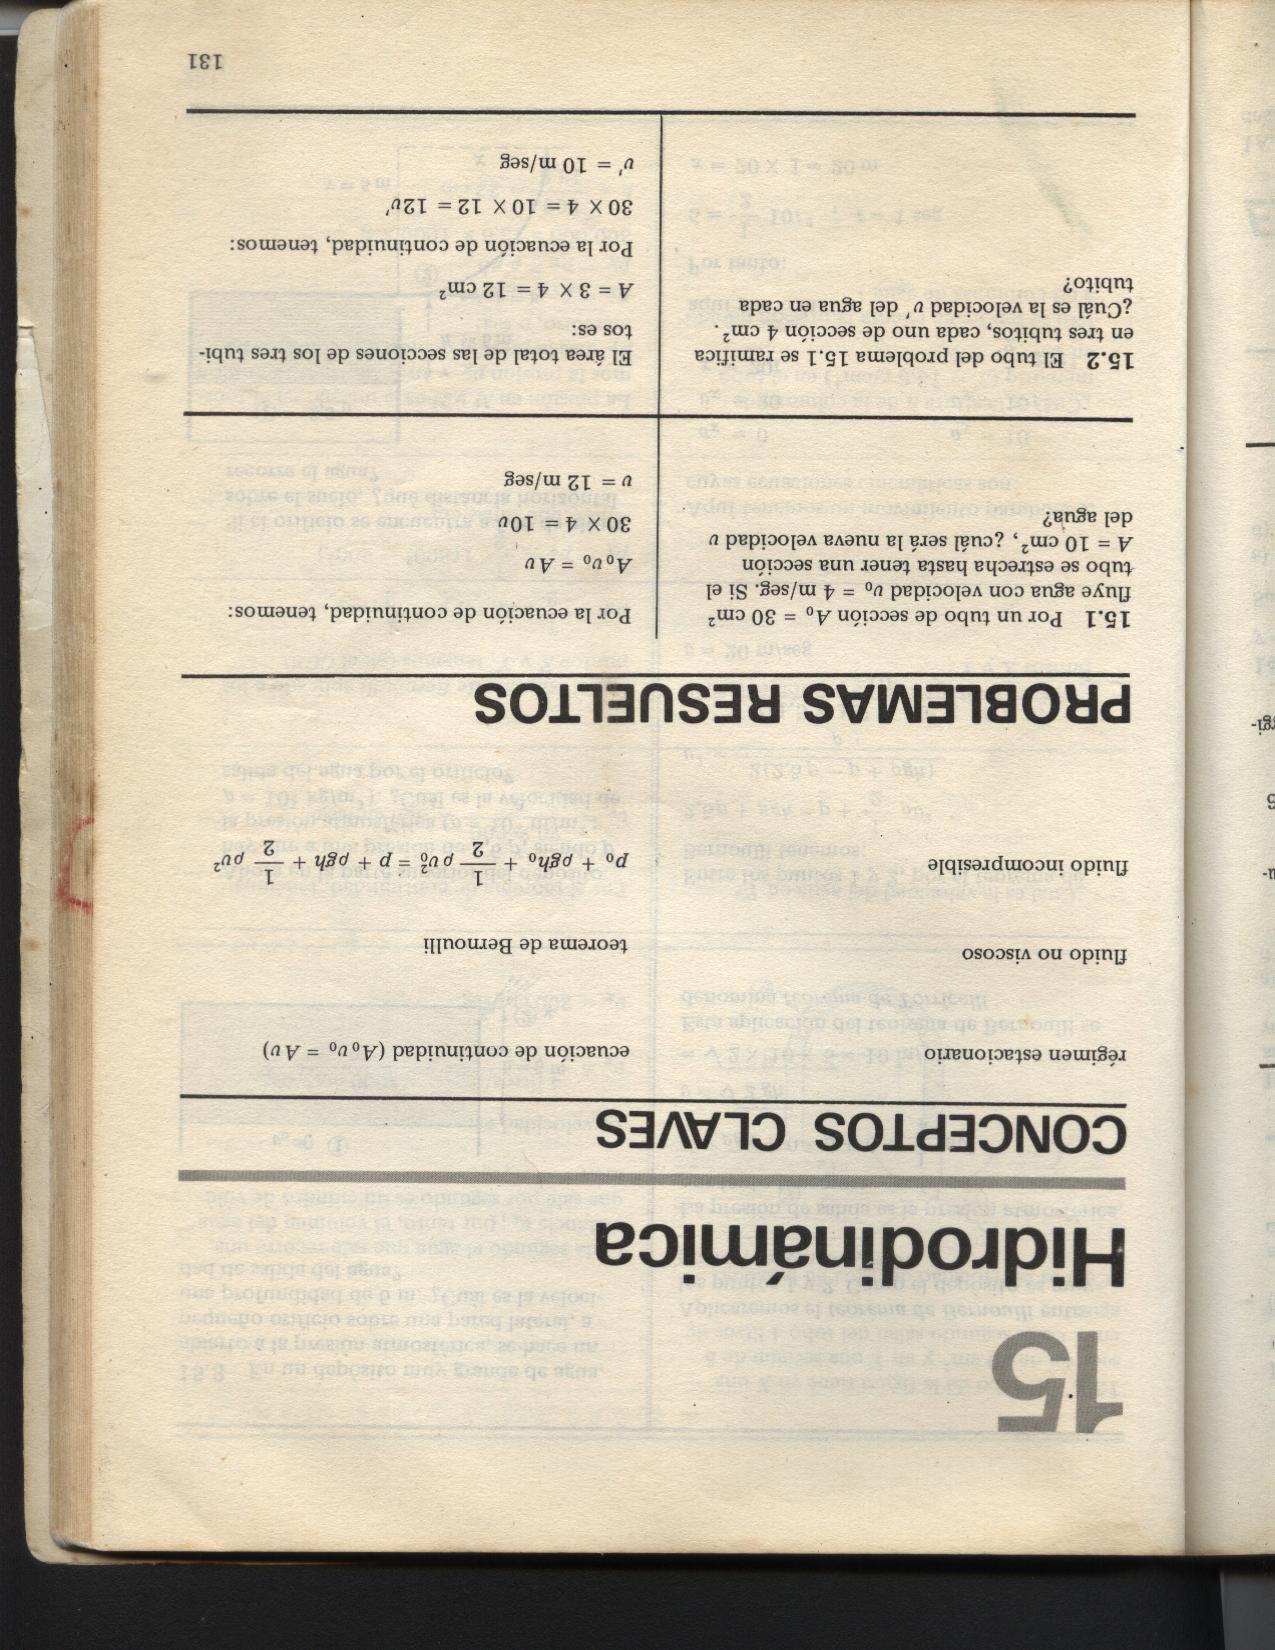 15
Hidrodinámica
CONCEPTOS CLAVES
régimen estacionario
fluido no viscoso
fluido incompresible
ecuación de continuidad (A₀v₀ = Av)
teorema de Bernoulli
p₀ + ρgh₀ + 1/2 ρv₀² = p + ρgh + 1/2 ρv²
PROBLEMAS RESUELTOS
15.1 Por un tubo de sección A₀ = 30 cm²
fluye agua con velocidad v₀ = 4 m/seg. Si el
tubo se estrecha hasta tener una sección
A = 10 cm², ¿cuál será la nueva velocidad v
del agua?
Por la ecuación de continuidad, tenemos:
A₀v₀ = Av
30 × 4 = 10v
v = 12 m/seg
15.2 El tubo del problema 15.1 se ramifica
en tres tubitos, cada uno de sección 4 cm².
¿Cuál es la velocidad v' del agua en cada
tubito?
El área total de las secciones de los tres tubi-
tos es:
A = 3 × 4 = 12 cm²
Por la ecuación de continuidad, tenemos:
30 × 4 = 10 × 12 = 12v'
v' = 10 m/seg
131